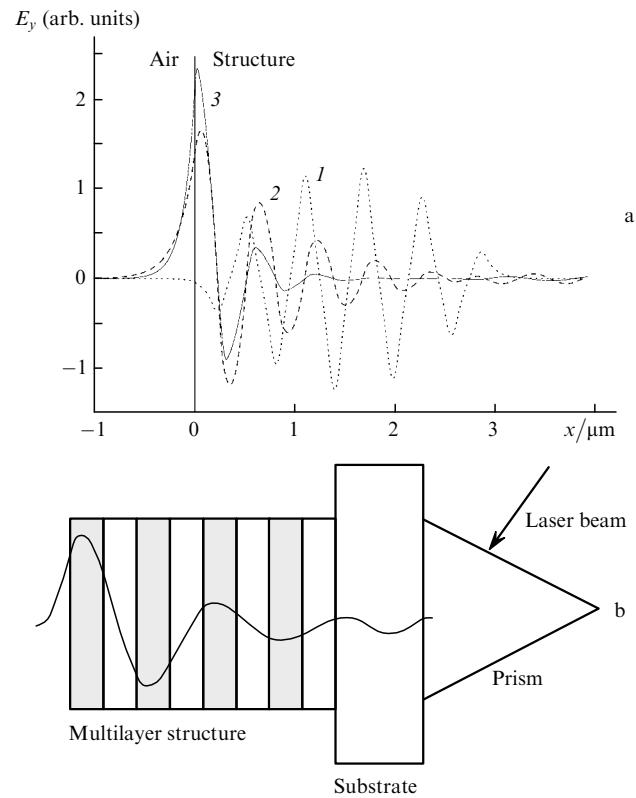 E_y (arb. units)
Air Structure
2
3
1
2
1
a
0
−1
−1 0 1 2 3 x/μm
Laser beam
b
Prism
Multilayer structure
Substrate